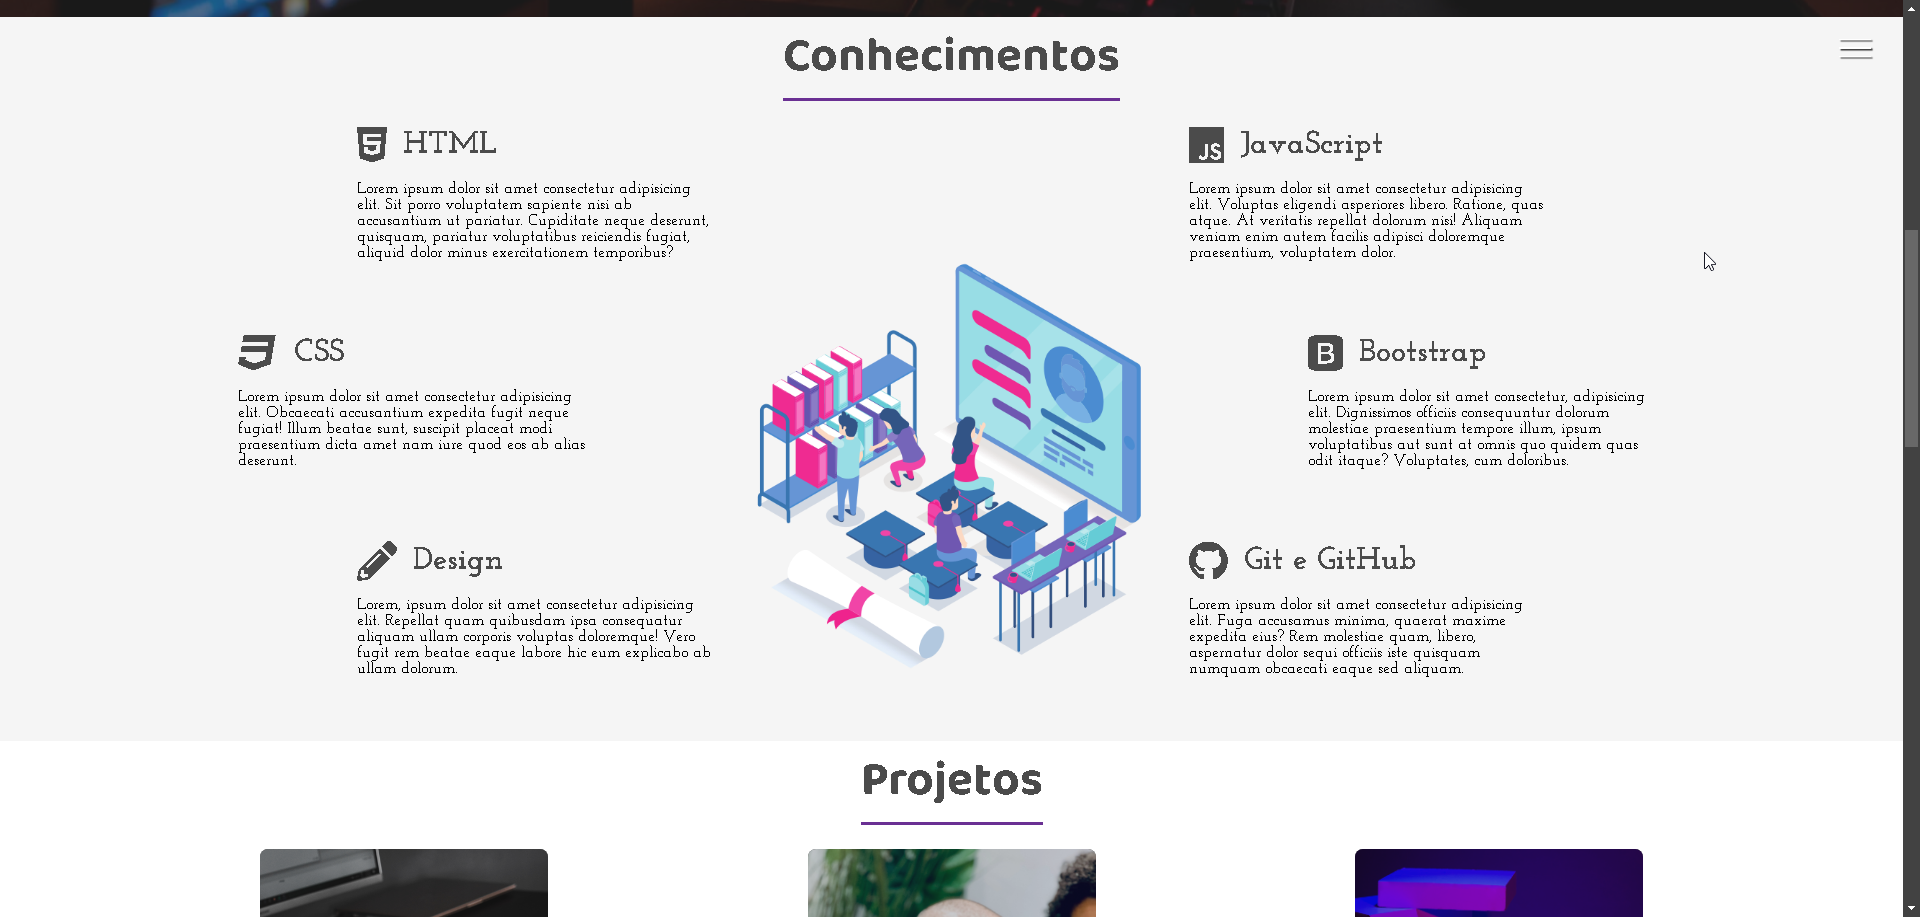 Conhecimentos
HTML
Lorem ipsum dolor sit amet consectetur adipisicing
elit. Sit porro voluptatem sapiente nisi ab
accusantium ut pariatur. Cupiditate neque deserunt,
quisquam, pariatur voluptatibus reiciendis fugiat,
aliquid dolor minus exercitationem temporibus?
JS
JavaScript
Lorem ipsum dolor sit amet consectetur adipisicing
elit. Voluptas eligendi asperiores libero. Ratione, quas
atque. At veritatis repellat dolorum nisi! Aliquam
veniam enim autem facilis adipisci doloremque
praesentium, voluptatem dolor.
CSS
Lorem ipsum dolor sit amet consectetur adipisicing
elit. Obcaecati accusantium expedita fugit neque
fugiat! Illum beatae sunt, suscipit placeat modi
praesentium dicta amet nam iure quod eos ab alias
deserunt.
B
Bootstrap
Lorem ipsum dolor sit amet consectetur, adipisicing
elit. Dignissimos officiis consequuntur dolorum
molestiae praesentium tempore illum, ipsum
voluptatibus aut sunt at omnis quo quidem quas
odit itaque? Voluptates, cum doloribus.
Design
Lorem, ipsum dolor sit amet consectetur adipisicing
elit. Repellat quam quibusdam ipsa consequatur
aliquam ullam corporis voluptas doloremque! Vero
fugit rem beatae eaque labore hic eum explicabo ab
ullam dolorum.
Git e GitHub
Lorem ipsum dolor sit amet consectetur adipisicing
elit. Fuga accusamus minima, quaerat maxime
expedita eius? Rem molestiae quam, libero,
aspernatur dolor sequi officiis iste quisquam
numquam obcaecati eaque sed aliquam.
Projetos